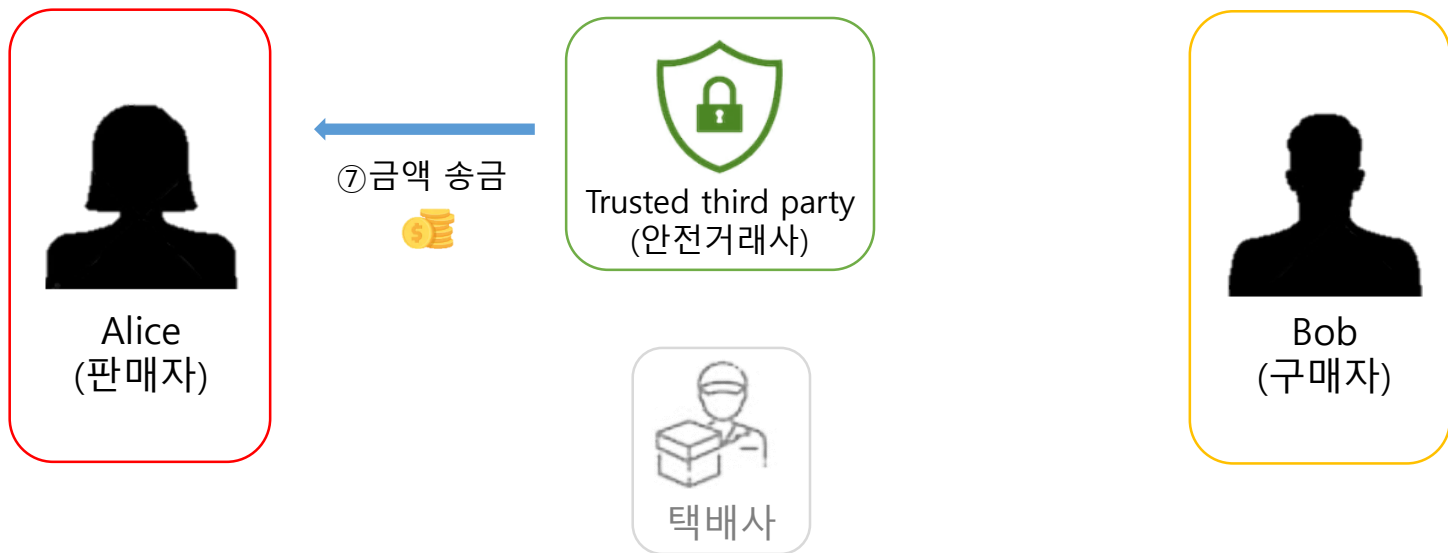 ⑦금액 송금
Trusted third party
(안전거래사)
Alice
(판매자)
Bob
(구매자)
택배사